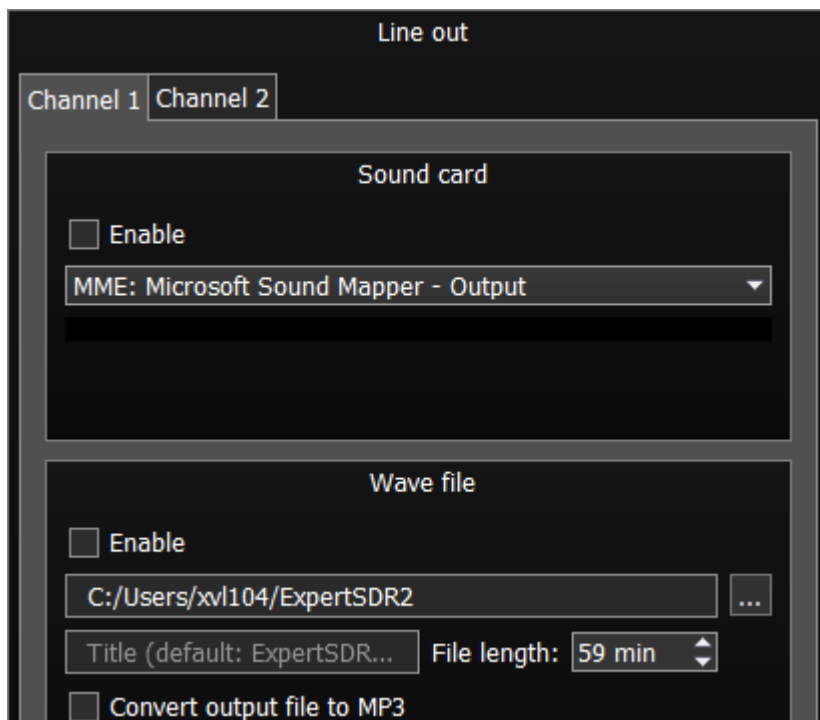 Line out
Channel 1 Channel 2
Sound card
Enable
MME: Microsoft Sound Mapper - Output
Wave file
Enable
C:/Users/xvl104/ExpertSDR2 ...
Title (default: ExpertSDR... File length: 59 min
Convert output file to MP3